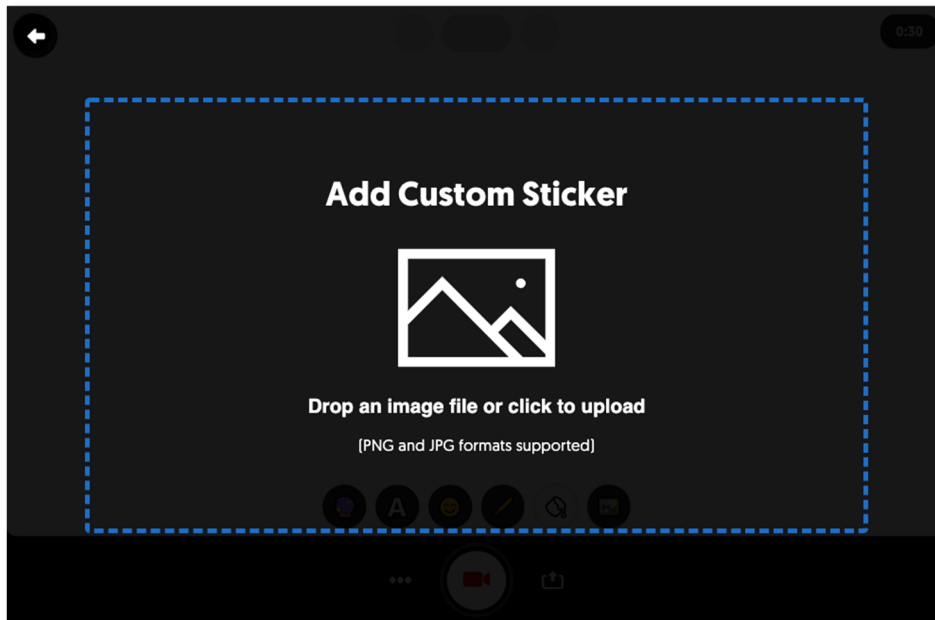 0:30
Add Custom Sticker
Drop an image file or click to upload
(PNG and JPG formats supported)
A